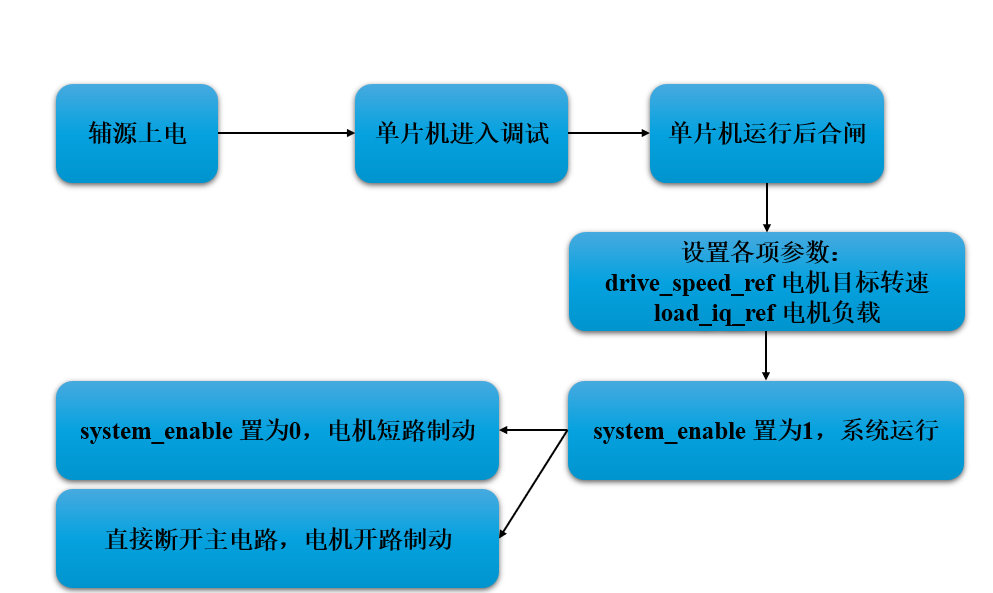 辅源上电
单片机进入调试
单片机运行后合闸
设置各项参数：
drive_speed_ref 电机目标转速
load_iq_ref 电机负载
system_enable 置为1，系统运行
system_enable 置为0，电机短路制动
直接断开主电路，电机开路制动